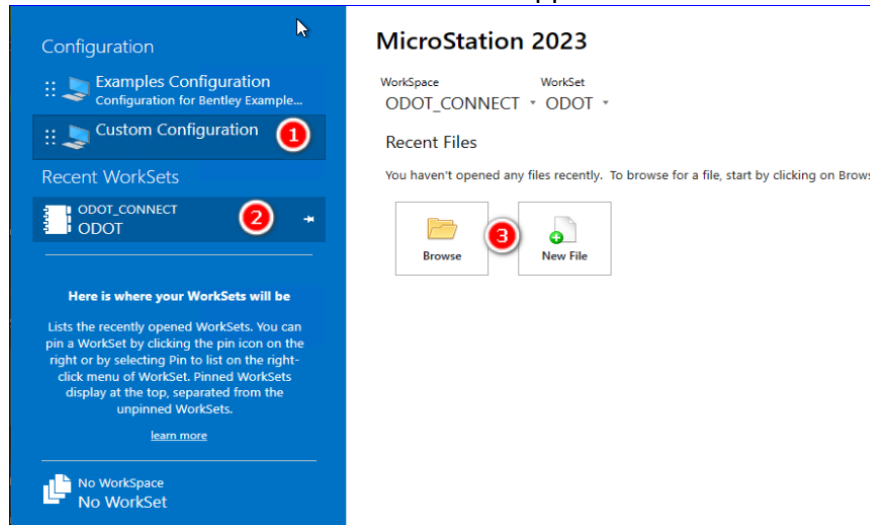 Configuration
Examples Configuration
Configuration for Bentley Example...
Custom Configuration
1
Recent WorkSets
ODOT_CONNECT
ODOT
2
Here is where your WorkSets will be
Lists the recently opened WorkSets. You can
pin a WorkSet by clicking the pin icon on the
right or by selecting Pin to list on the right-
click menu of WorkSet. Pinned WorkSets
display at the top, separated from the
unpinned WorkSets.
learn more
No WorkSpace
No WorkSet
MicroStation 2023
WorkSpace WorkSet
ODOT_CONNECT ODOT
Recent Files
You haven't opened any files recently. To browse for a file, start by clicking on Brows
3
Browse New File